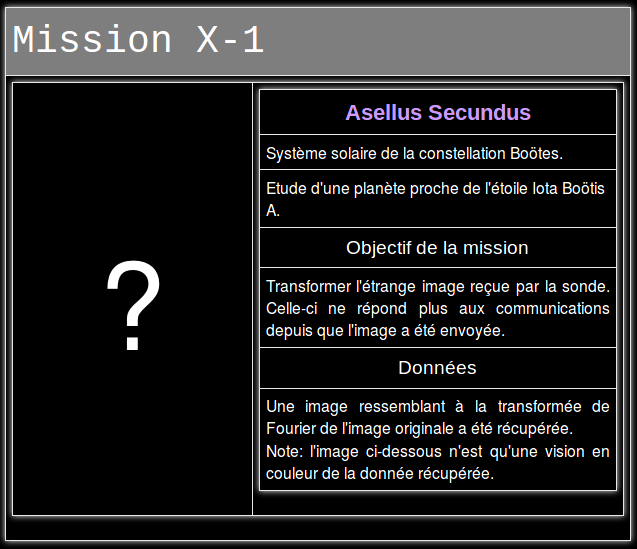 Mission X-1
?
Asellus Secundus
Système solaire de la constellation Boötes.
Etude d'une planète proche de l'étoile Iota Boötis
A.
Objectif de la mission
Transformer l'étrange image reçue par la sonde.
Celle-ci ne répond plus aux communications
depuis que l'image a été envoyée.
Données
Une image ressemblant à la transformée de
Fourier de l'image originale a été récupérée.
Note: l'image ci-dessous n'est qu'une vision en
couleur de la donnée récupérée.